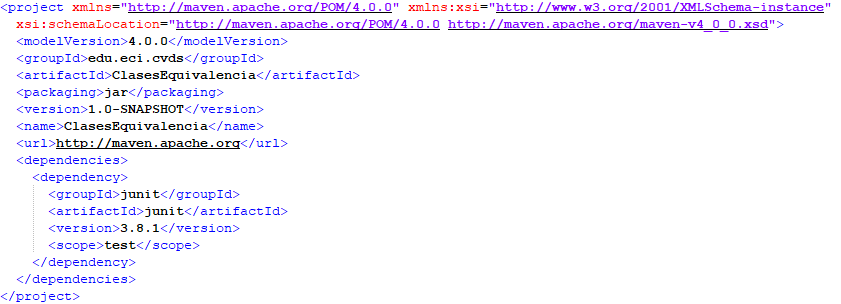 <project xmlns="http://maven.apache.org/POM/4.0.0" xmlns:xsi="http://www.w3.org/2001/XMLSchema-instance"
  xsi:schemaLocation="http://maven.apache.org/POM/4.0.0 http://maven.apache.org/maven-v4_0_0.xsd">
  <modelVersion>4.0.0</modelVersion>
  <groupId>edu.eci.cvds</groupId>
  <artifactId>ClasesEquivalencia</artifactId>
  <packaging>jar</packaging>
  <version>1.0-SNAPSHOT</version>
  <name>ClasesEquivalencia</name>
  <url>http://maven.apache.org</url>
  <dependencies>
    <dependency>
      <groupId>junit</groupId>
      <artifactId>junit</artifactId>
      <version>3.8.1</version>
      <scope>test</scope>
    </dependency>
  </dependencies>
</project>